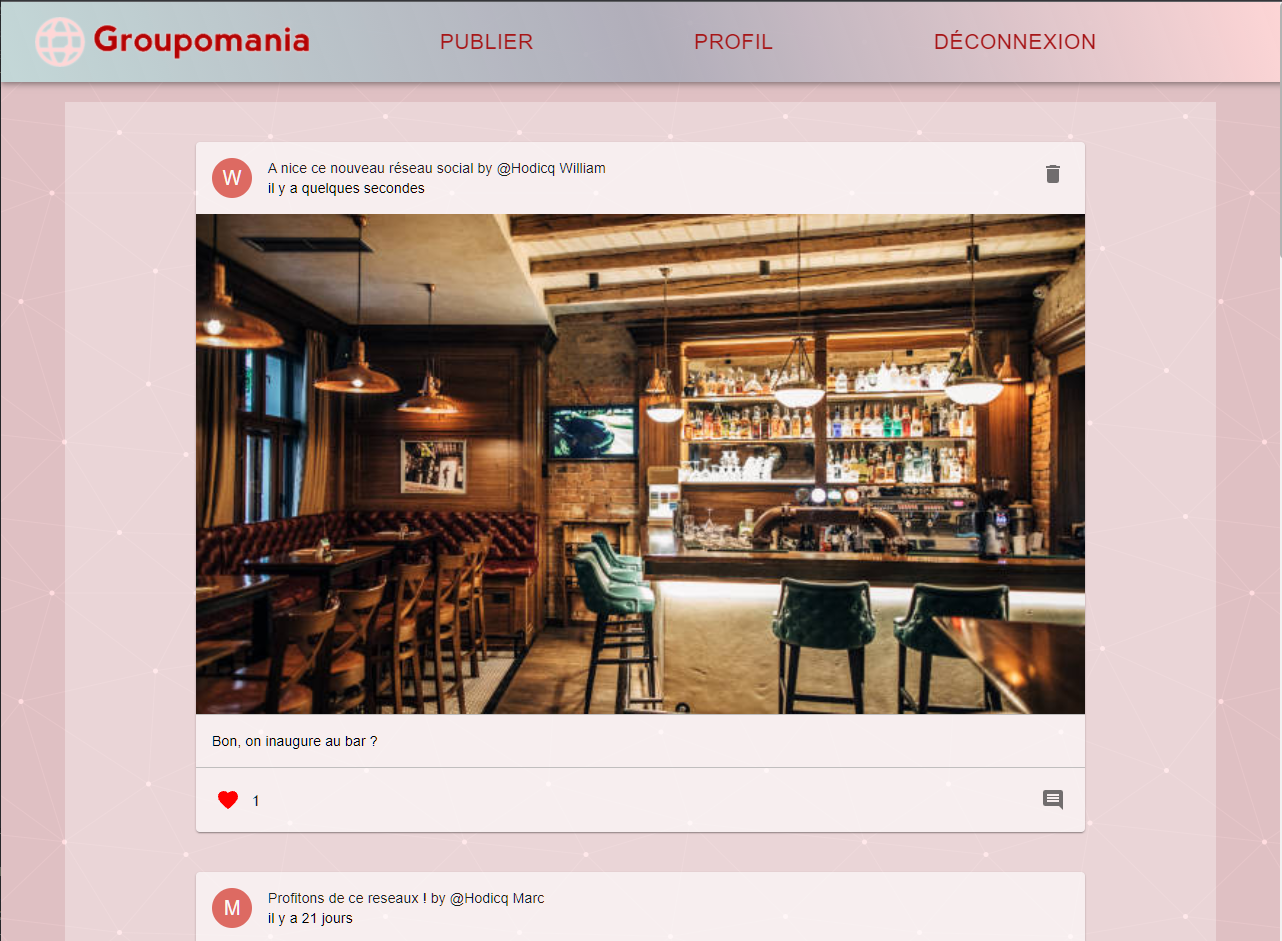 Groupomania
PUBLIER
PROFIL
DÉCONNEXION
W
A nice ce nouveau réseau social by @Hodicq William
il y a quelques secondes
Bon, on inaugure au bar ?
1
M
Profitons de ce reseaux ! by @Hodicq Marc
il y a 21 jours